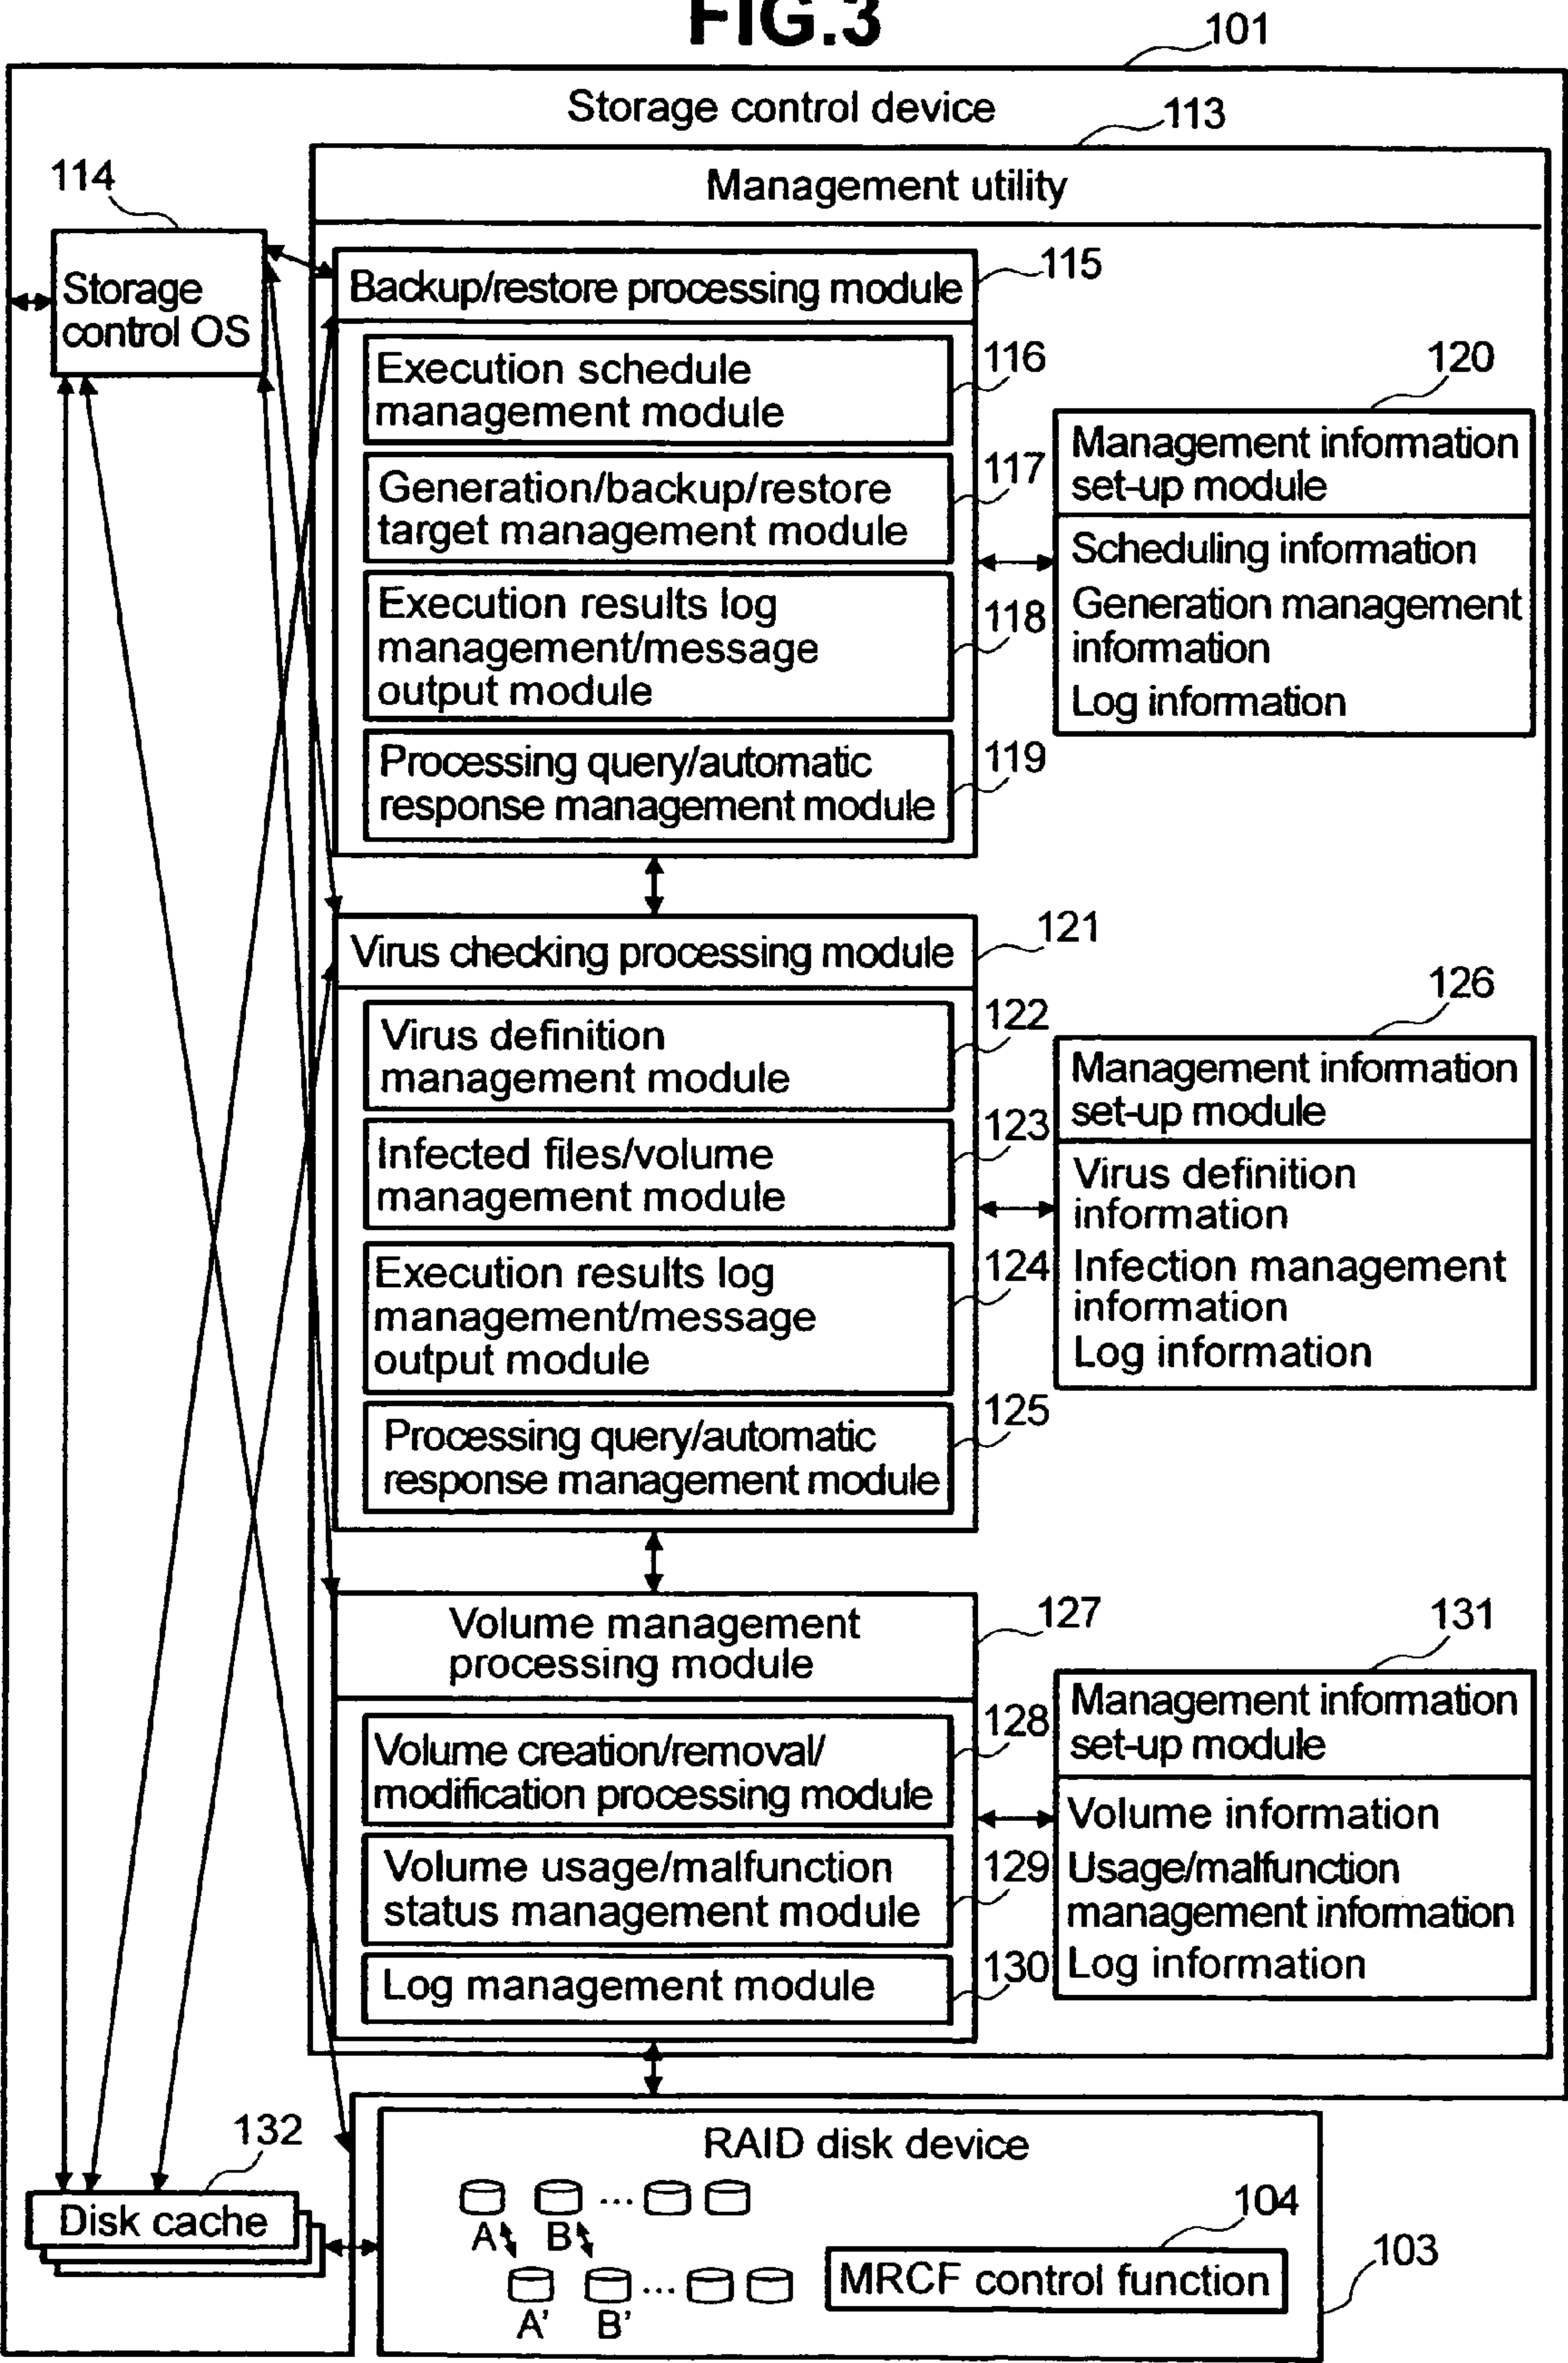 FIG.3
101
Storage control device
113
Management utility
114
Storage
control OS
Backup/restore processing module
115
Execution schedule
management module
116
Generation/backup/restore
target management module
117
Execution results log
management/message
output module
118
Processing query/automatic
response management module
119
120
Management information
set-up module
Scheduling information
Generation management
information
Log information
Virus checking processing module
121
Virus definition
management module
122
Infected files/volume
management module
123
Execution results log
management/message
output module
124
Processing query/automatic
response management module
125
126
Management information
set-up module
Virus definition
information
Infection management
information
Log information
Volume management
processing module
127
Volume creation/removal/
modification processing module
128
Volume usage/malfunction
status management module
129
Log management module
130
131
Management information
set-up module
Volume information
Usage/malfunction
management information
Log information
132
Disk cache
RAID disk device
...
A B
...
A' B'
104
MRCF control function
103